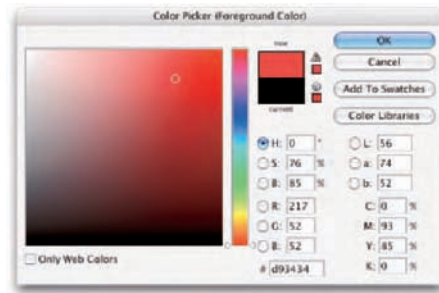 Color Picker (Foreground Color)
new
current
OK
Cancel
Add To Swatches
Color Libraries
H: 0 °
S: 76 %
B: 85 %
R: 217
G: 52
B: 52
# d93434
L: 56
a: 74
b: 52
C: 0 %
M: 93 %
Y: 85 %
K: 0 %
Only Web Colors